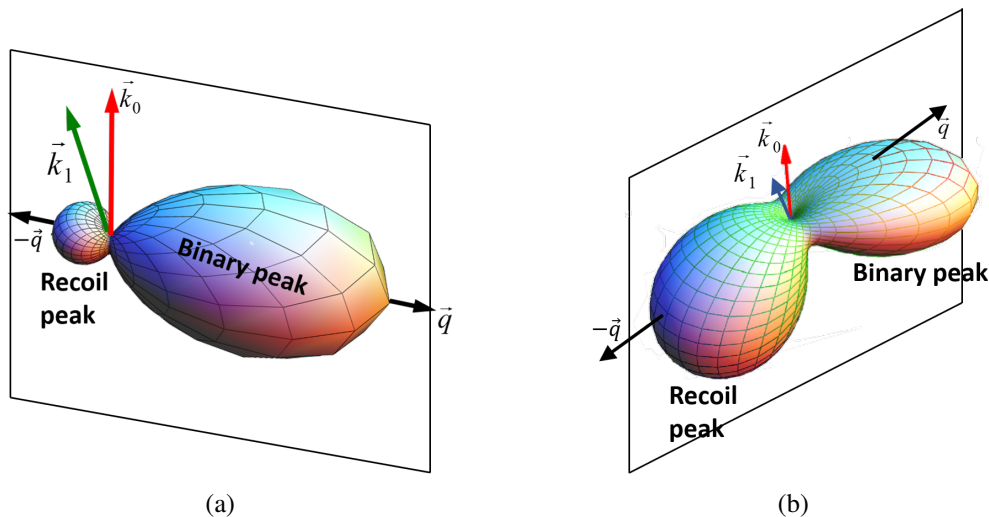 k⃗₀
k⃗₁
−q⃗
Binary peak
Recoil
peak
q⃗
(a)
q⃗
k⃗₀
k⃗₁
Binary peak
−q⃗
Recoil
peak
(b)